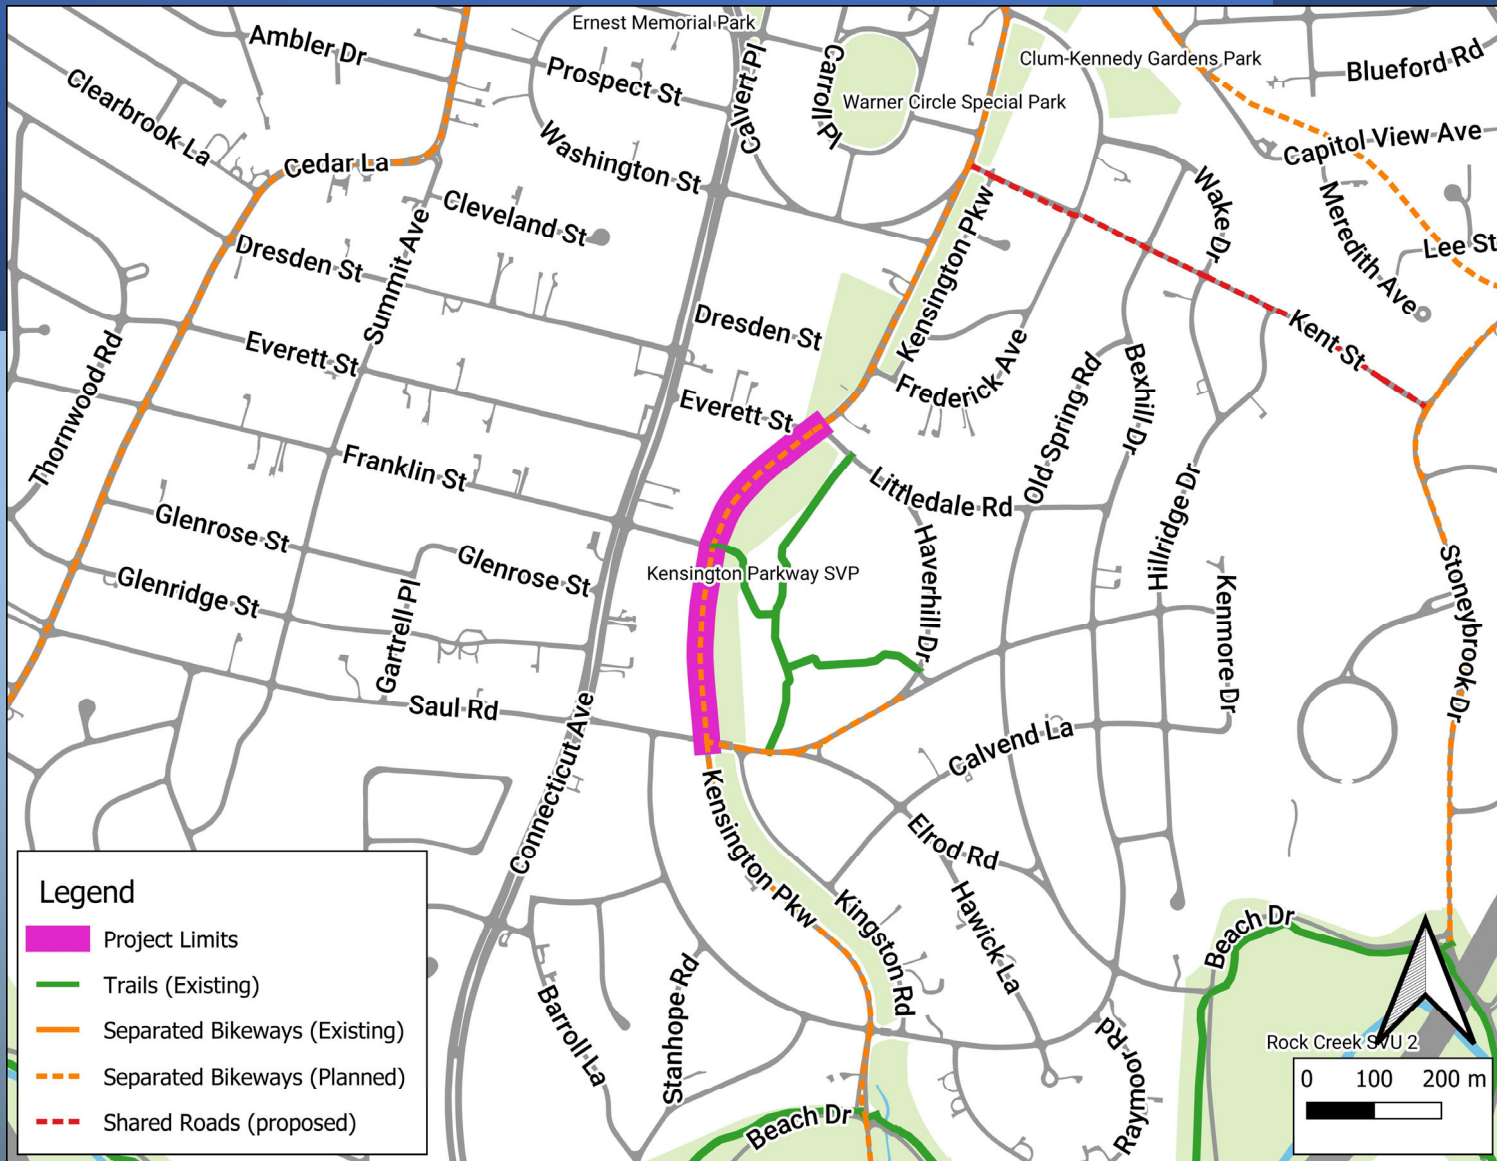 Ernest Memorial Park
Ambler Dr
Prospect St
Calvert Pl
Carroll Pl
Clum-Kennedy Gardens Park
Blueford Rd
Clearbrook La
Warner Circle Special Park
Cedar La
Washington St
Capitol View Ave
Cleveland St
Wake Dr
Meredith Ave
Lee St
Dresden St
Summit Ave
Kensington Pkw
Dresden St
Kent St
Everett St
Thornwood Rd
Frederick Ave
Old Spring Rd
Bexhill Dr
Everett St
Franklin St
Littledale Rd
Hillridge Dr
Glenrose St
Glenrose St
Haverhill Dr
Stoneybrook Dr
Kensington Parkway SVP
Glenridge St
Gartrell Pl
Kenmore Dr
Saul Rd
Connecticut Ave
Calvend La
Kensington Pkw
Elrod Rd
Hawick La
Kingston Rd
Beach Dr
Barroll La
Stanhope Rd
Raymoor Rd
Raymoor
Rock Creek SVU 2
Beach Dr
Legend
Project Limits
Trails (Existing)
Separated Bikeways (Existing)
Separated Bikeways (Planned)
Shared Roads (proposed)
0 100 200 m